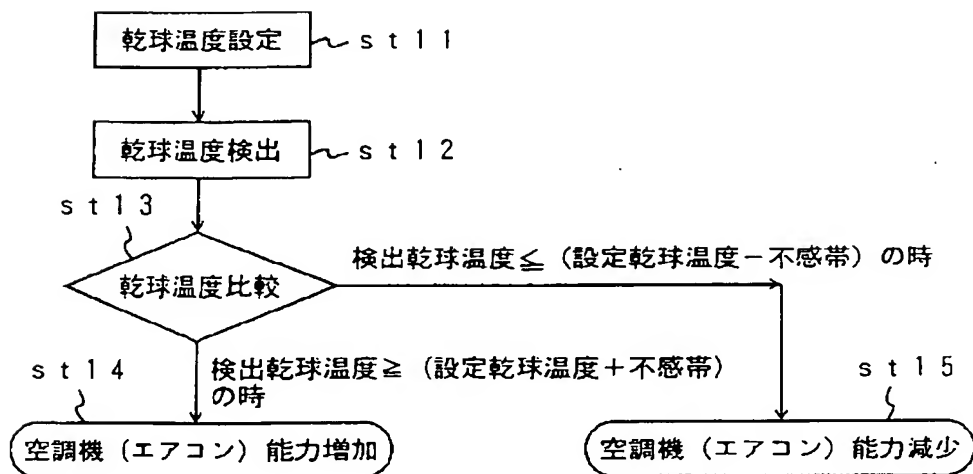 乾球温度設定 st11
乾球温度検出 st12
st13
検出乾球温度≦(設定乾球温度−不感帯)の時
乾球温度比較
st14
検出乾球温度≧(設定乾球温度+不感帯)
の時
st15
空調機(エアコン)能力増加
空調機(エアコン)能力減少